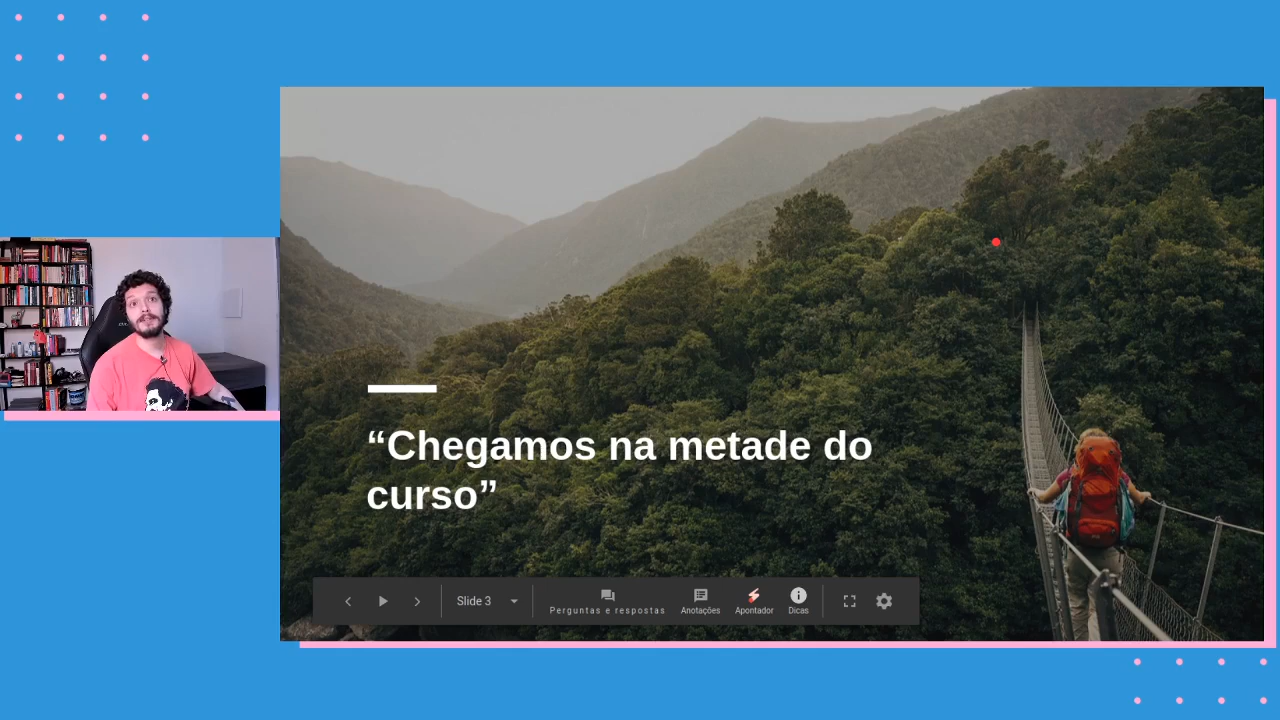 “Chegamos na metade do
curso”
Slide 3
Perguntas e respostas
Anotações
Apontador
Dicas